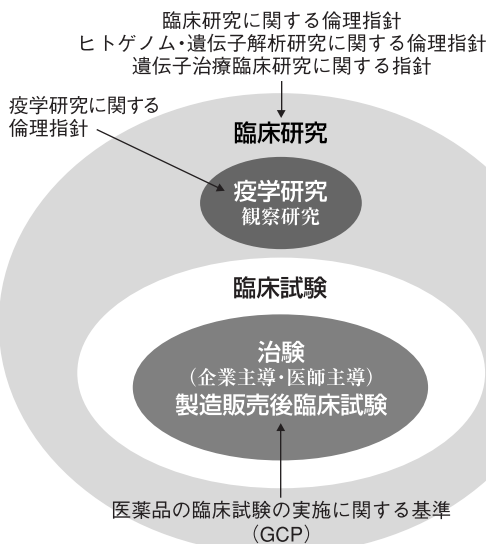 臨床研究に関する倫理指針
ヒトゲノム・遺伝子解析研究に関する倫理指針
遺伝子治療臨床研究に関する指針
疫学研究に関する
倫理指針
臨床研究
疫学研究
観察研究
臨床試験
治験
（企業主導・医師主導）
製造販売後臨床試験
医薬品の臨床試験の実施に関する基準
（GCP）